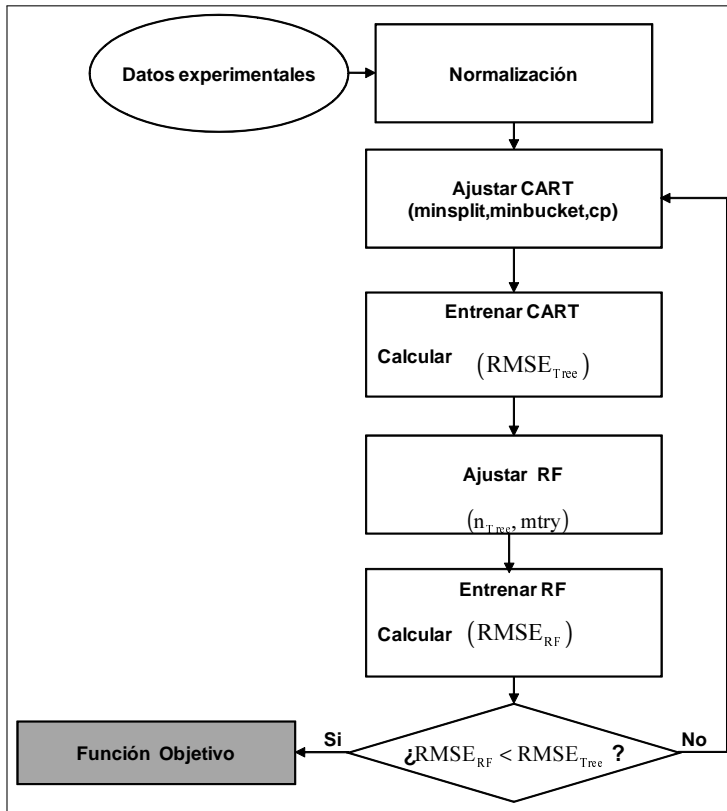 Datos experimentales
Normalización
Ajustar CART
(minsplit,minbucket,cp)
Entrenar CART
Calcular (RMSE_Tree)
Ajustar RF
(n_Tree, mtry)
Entrenar RF
Calcular (RMSE_RF)
Si
¿RMSE_RF < RMSE_Tree ?
No
Función Objetivo